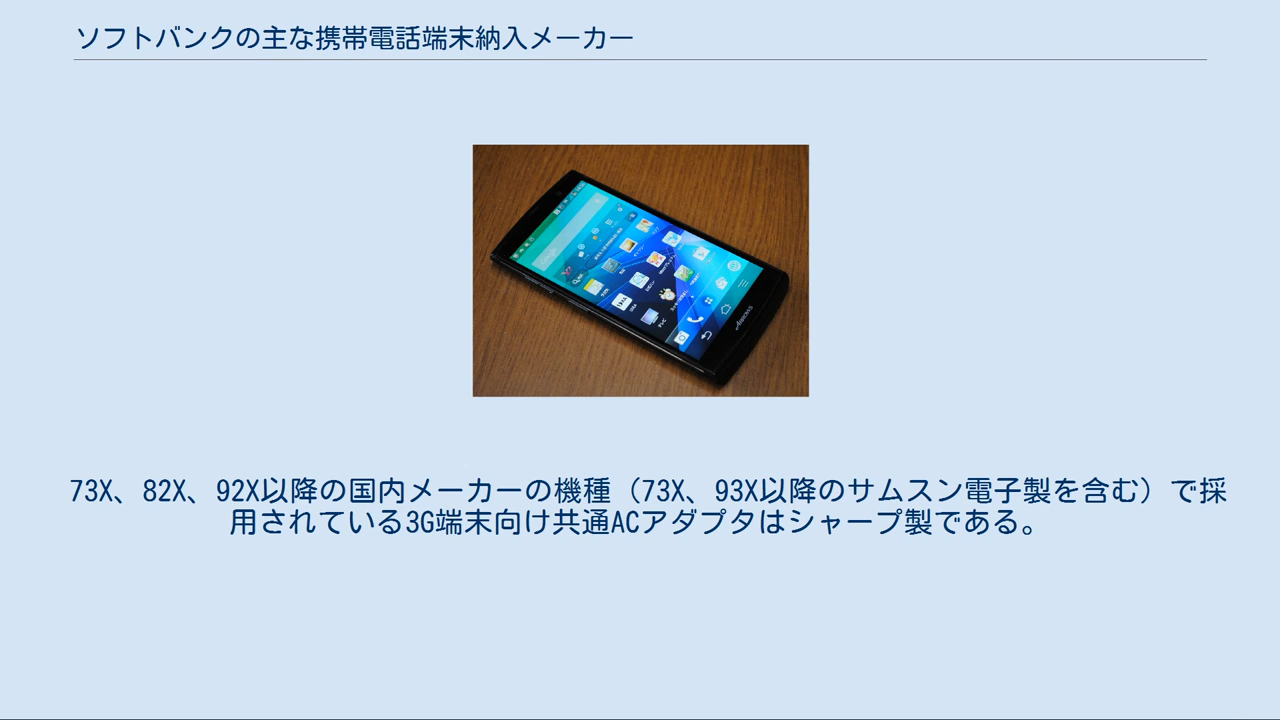 ソフトバンクの主な携帯電話端末納入メーカー
73X、82X、92X以降の国内メーカーの機種（73X、93X以降のサムスン電子製を含む）で採
用されている3G端末向け共通ACアダプタはシャープ製である。